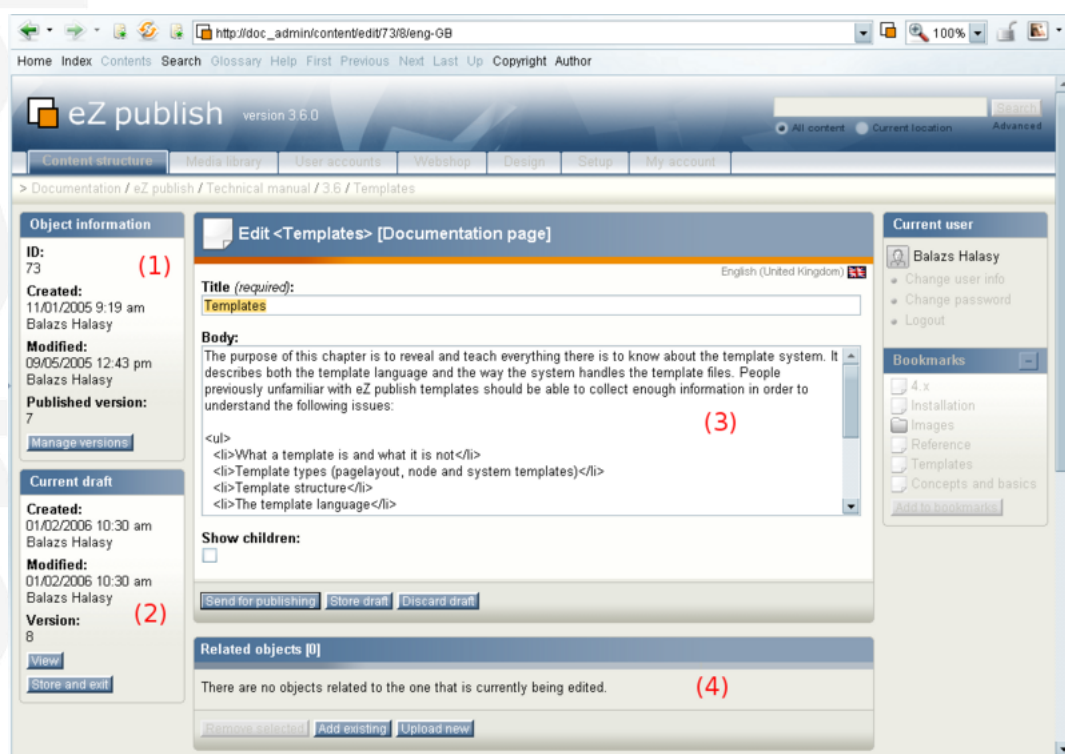 http://doc_admin/content/edit/73/8/eng-GB
100%
Home Index Contents Search Glossary Help First Previous Next Last Up Copyright Author
eZ publish version 3.6.0
Search
All content Current location Advanced
Content structure Media library User accounts Webshop Design Setup My account
> Documentation / eZ publish / Technical manual / 3.6 / Templates
Object information
ID:
73
(1)
Created:
11/01/2005 9:19 am
Balazs Halasy
Modified:
09/05/2005 12:43 pm
Balazs Halasy
Published version:
7
Manage versions
Current draft
Created:
01/02/2006 10:30 am
Balazs Halasy
Modified:
01/02/2006 10:30 am
Balazs Halasy
(2)
Version:
8
View
Store and exit
Edit <Templates> [Documentation page]
English (United Kingdom)
Title (required):
Templates
Body:
The purpose of this chapter is to reveal and teach everything there is to know about the template system. It
describes both the template language and the way the system handles the template files. People
previously unfamiliar with eZ publish templates should be able to collect enough information in order to
understand the following issues:
(3)
<ul>
<li>What a template is and what it is not</li>
<li>Template types (pagelayout, node and system templates)</li>
<li>Template structure</li>
<li>The template language</li>
Show children:
Send for publishing Store draft Discard draft
Related objects [0]
There are no objects related to the one that is currently being edited.
(4)
Remove selected Add existing Upload new
Current user
Balazs Halasy
Change user info
Change password
Logout
Bookmarks
4.x
Installation
Images
Reference
Templates
Concepts and basics
Add to bookmarks